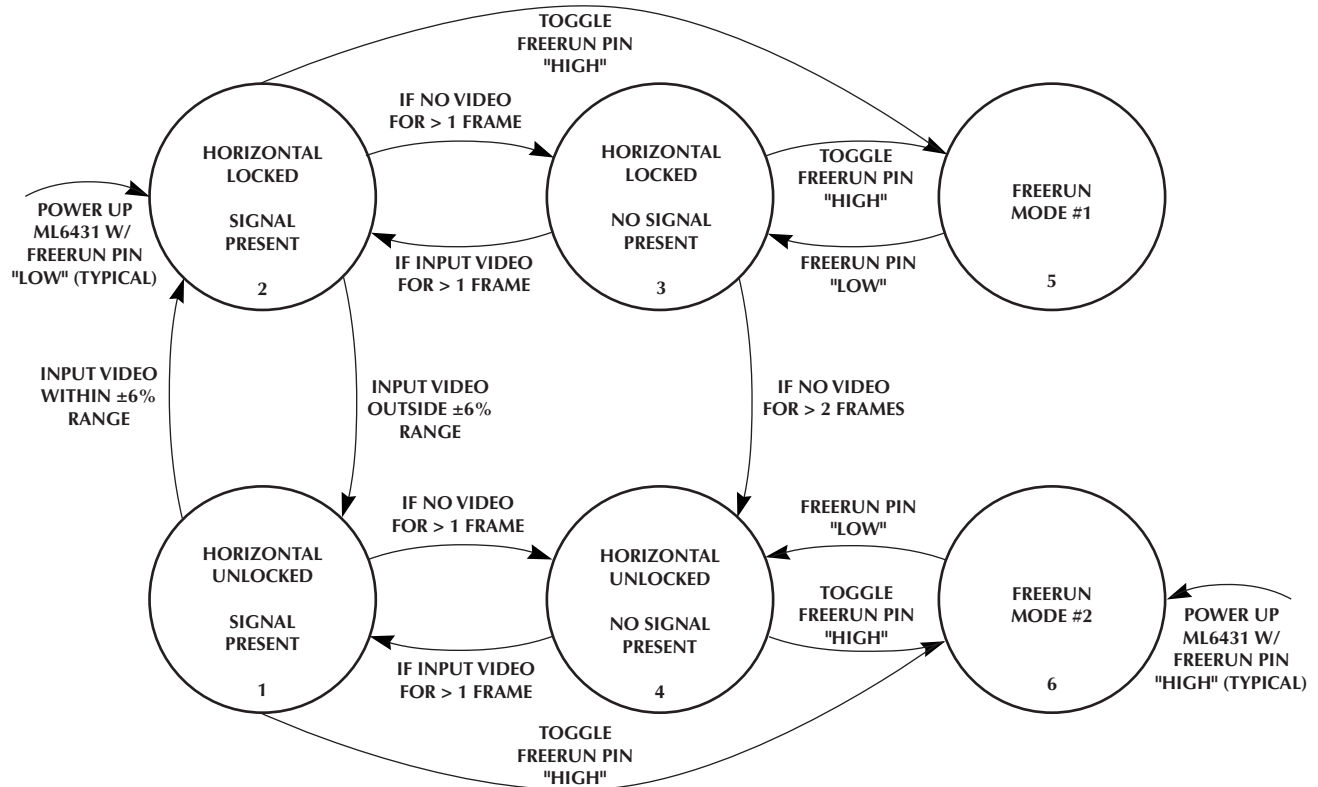 TOGGLE
FREERUN PIN
"HIGH"
IF NO VIDEO
FOR > 1 FRAME
HORIZONTAL
LOCKED
SIGNAL
PRESENT
2
HORIZONTAL
LOCKED
NO SIGNAL
PRESENT
3
TOGGLE
FREERUN PIN
"HIGH"
FREERUN
MODE #1
5
POWER UP
ML6431 W/
FREERUN PIN
"LOW" (TYPICAL)
IF INPUT VIDEO
FOR > 1 FRAME
FREERUN PIN
"LOW"
INPUT VIDEO
WITHIN ±6%
RANGE
INPUT VIDEO
OUTSIDE ±6%
RANGE
IF NO VIDEO
FOR > 2 FRAMES
IF NO VIDEO
FOR > 1 FRAME
FREERUN PIN
"LOW"
HORIZONTAL
UNLOCKED
SIGNAL
PRESENT
1
HORIZONTAL
UNLOCKED
NO SIGNAL
PRESENT
4
TOGGLE
FREERUN PIN
"HIGH"
FREERUN
MODE #2
6
POWER UP
ML6431 W/
FREERUN PIN
"HIGH" (TYPICAL)
IF INPUT VIDEO
FOR > 1 FRAME
TOGGLE
FREERUN PIN
"HIGH"